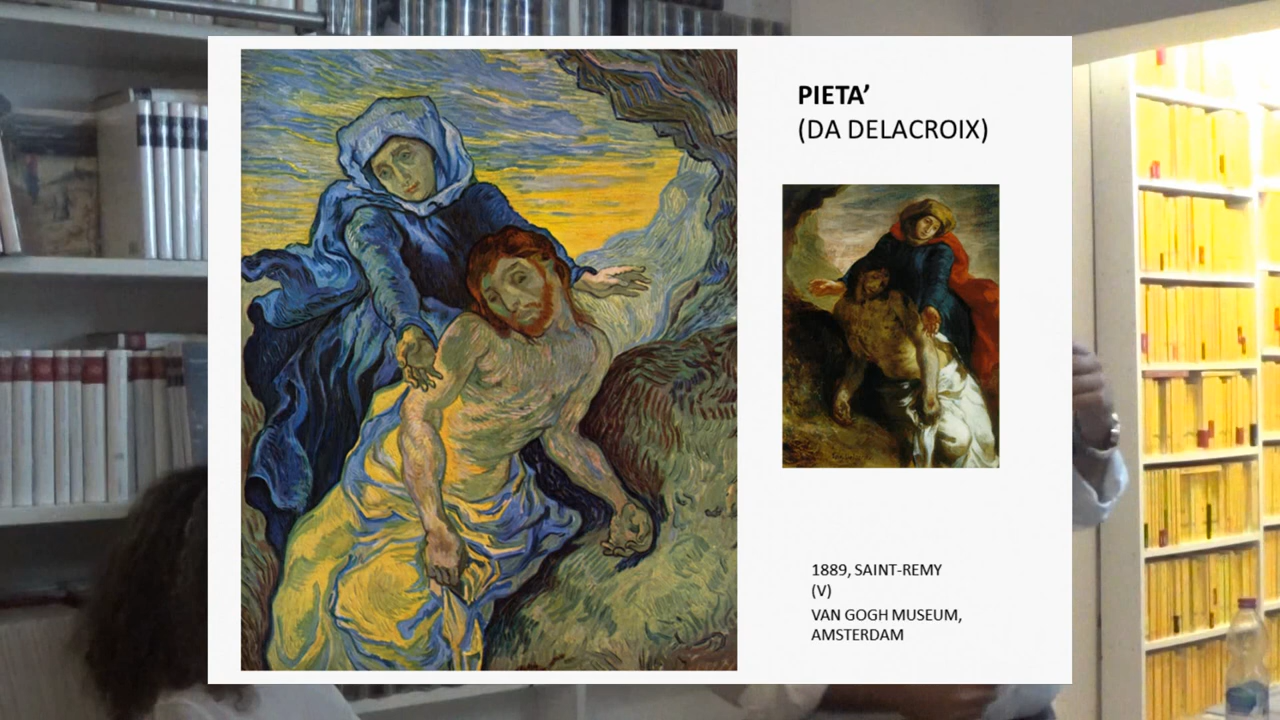 PIETA’
(DA DELACROIX)
1889, SAINT-REMY
(V)
VAN GOGH MUSEUM,
AMSTERDAM